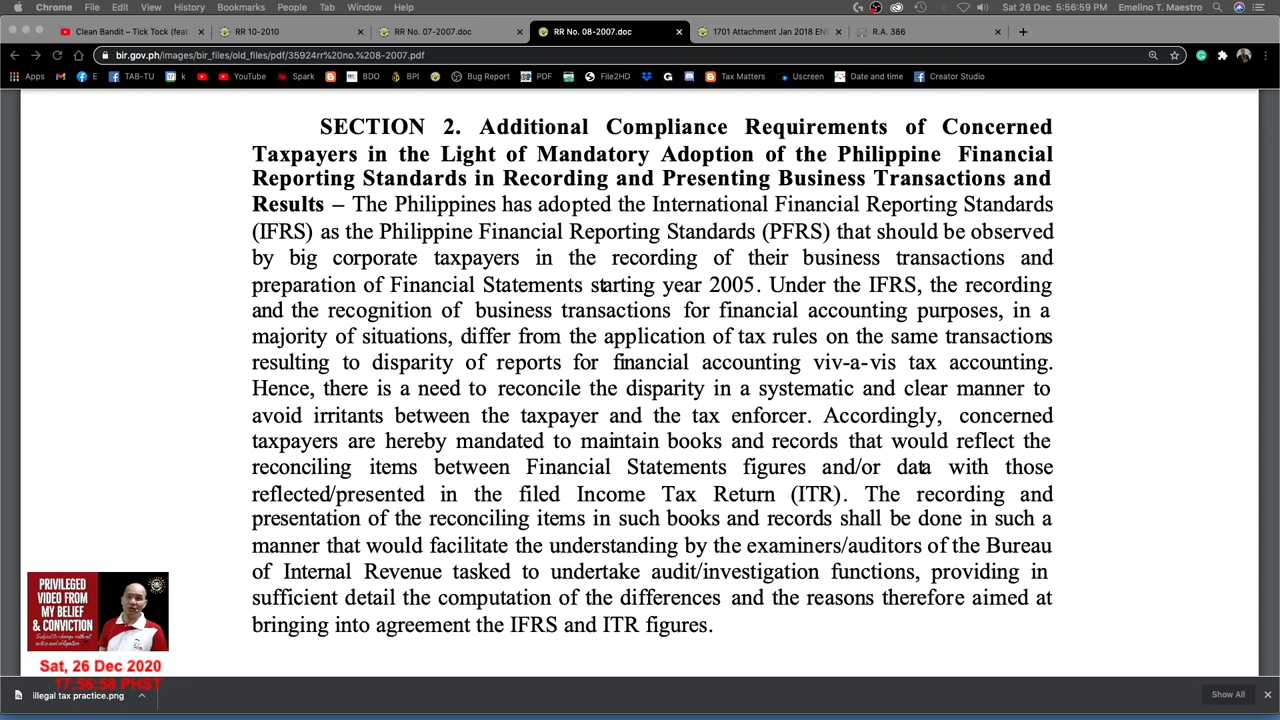 Chrome File Edit View History Bookmarks People Tab Window Help Sat 26 Dec 5:56:59 PM Emelino T. Maestro
Clean Bandit – Tick Tock (feat RR 10-2010 RR No. 07-2007.doc RR No. 08-2007.doc 1701 Attachment Jan 2018 EN R.A. 386
bir.gov.ph/images/bir_files/old_files/pdf/35924rr%20no.%208-2007.pdf
Apps E TAB-TU K YouTube Spark BDO BPI Bug Report PDF File2HD Tax Matters Uscreen Date and time Creator Studio
SECTION 2. Additional Compliance Requirements of Concerned
Taxpayers in the Light of Mandatory Adoption of the Philippine Financial
Reporting Standards in Recording and Presenting Business Transactions and
Results – The Philippines has adopted the International Financial Reporting Standards
(IFRS) as the Philippine Financial Reporting Standards (PFRS) that should be observed
by big corporate taxpayers in the recording of their business transactions and
preparation of Financial Statements starting year 2005. Under the IFRS, the recording
and the recognition of business transactions for financial accounting purposes, in a
majority of situations, differ from the application of tax rules on the same transactions
resulting to disparity of reports for financial accounting viv-a-vis tax accounting.
Hence, there is a need to reconcile the disparity in a systematic and clear manner to
avoid irritants between the taxpayer and the tax enforcer. Accordingly, concerned
taxpayers are hereby mandated to maintain books and records that would reflect the
reconciling items between Financial Statements figures and/or data with those
reflected/presented in the filed Income Tax Return (ITR). The recording and
presentation of the reconciling items in such books and records shall be done in such a
manner that would facilitate the understanding by the examiners/auditors of the Bureau
of Internal Revenue tasked to undertake audit/investigation functions, providing in
sufficient detail the computation of the differences and the reasons therefore aimed at
bringing into agreement the IFRS and ITR figures.
PRIVILEGED
VIDEO FROM
MY BELIEF
& CONVICTION
Subject to change without
notice and obligation
Sat, 26 Dec 2020
17:56:58 PHST
illegal tax practice.png
Show All